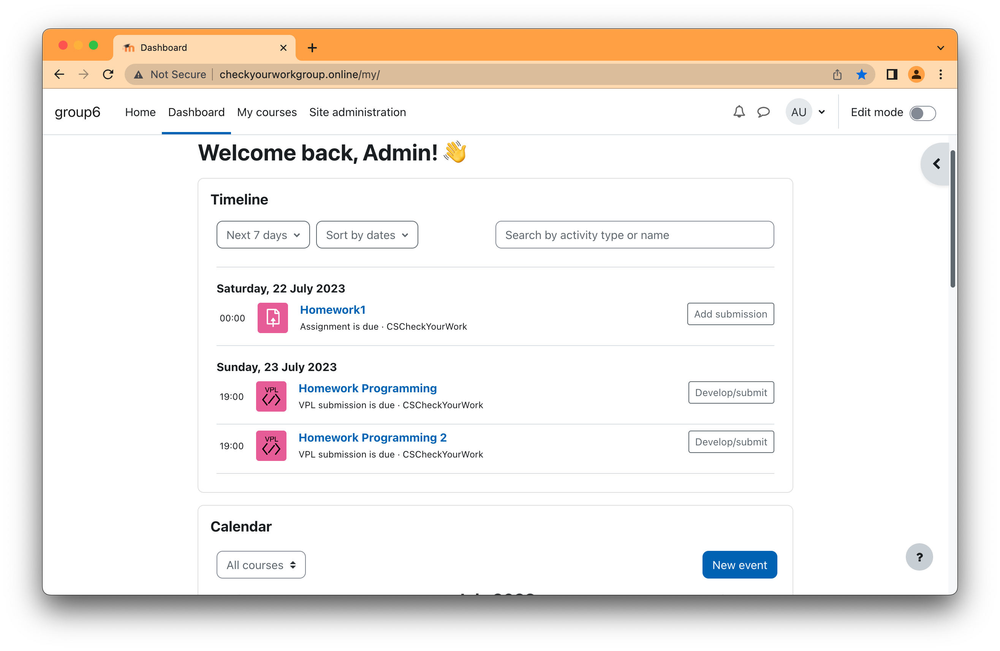 Dashboard
Not Secure checkyourworkgroup.online/my/
group6 Home Dashboard My courses Site administration AU Edit mode
Welcome back, Admin! 👋
Timeline
Next 7 days Sort by dates Search by activity type or name
Saturday, 22 July 2023
00:00 Homework1 Add submission
Assignment is due · CSCheckYourWork
Sunday, 23 July 2023
19:00 VPL Homework Programming Develop/submit
VPL submission is due · CSCheckYourWork
19:00 VPL Homework Programming 2 Develop/submit
VPL submission is due · CSCheckYourWork
Calendar
All courses New event
?